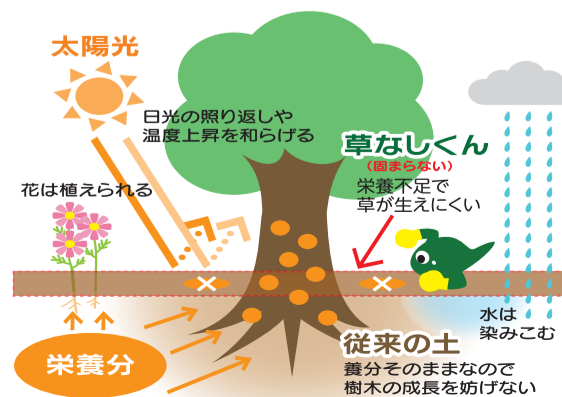 太陽光
日光の照り返しや
温度上昇を和らげる
草なしくん
(固まらない)
栄養不足で
草が生えにくい
花は植えられる
水は
染みこむ
栄養分
従来の土
養分そのままなので
樹木の成長を妨げない